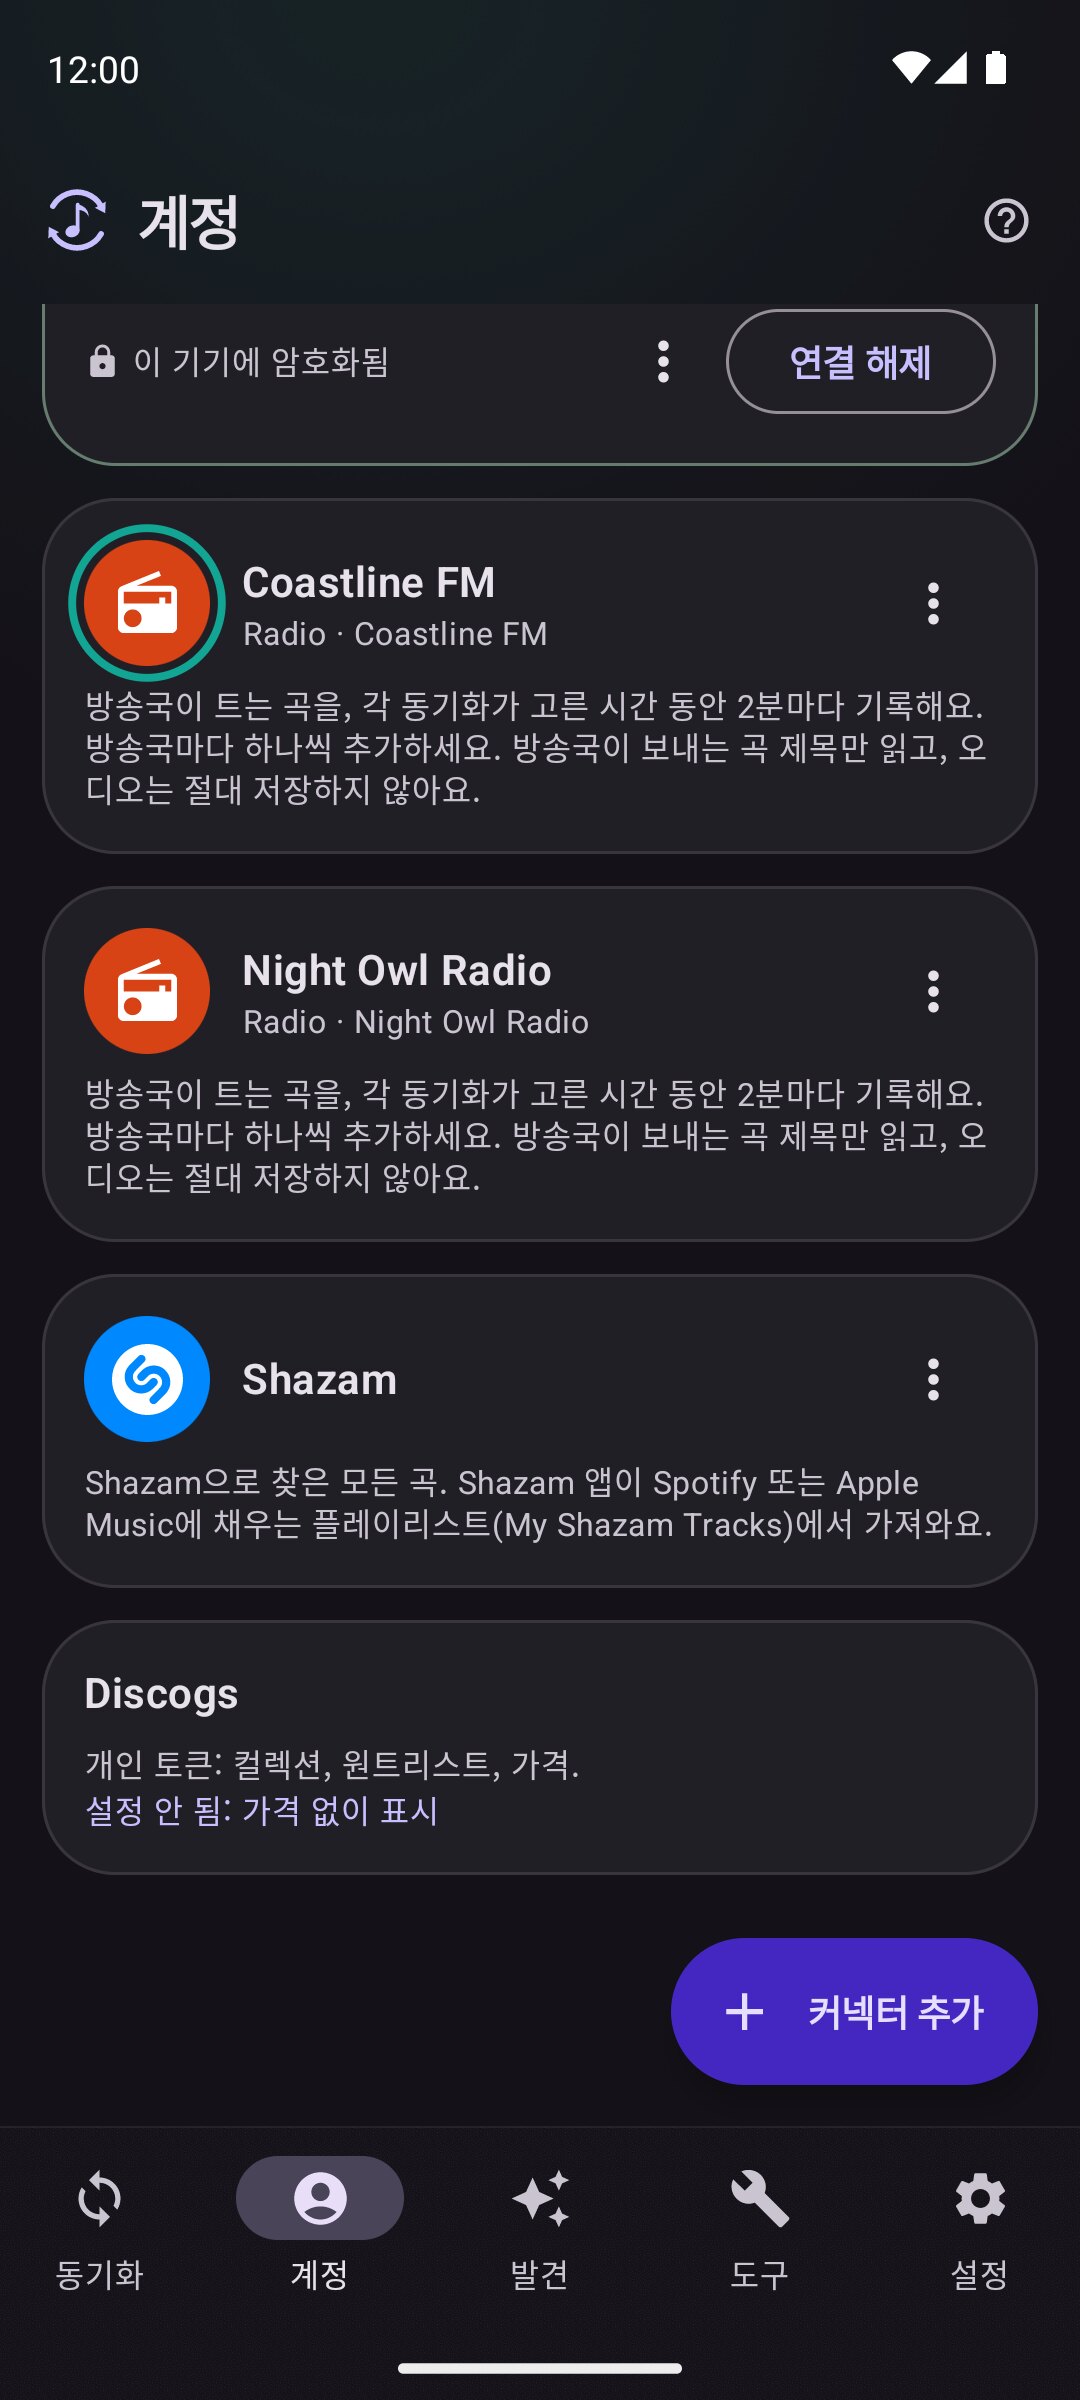 12:00
계정
이 기기에 암호화됨
연결 해제
Coastline FM
Radio · Coastline FM
방송국이 트는 곡을, 각 동기화가 고른 시간 동안 2분마다 기록해요.
방송국마다 하나씩 추가하세요. 방송국이 보내는 곡 제목만 읽고, 오
디오는 절대 저장하지 않아요.
Night Owl Radio
Radio · Night Owl Radio
방송국이 트는 곡을, 각 동기화가 고른 시간 동안 2분마다 기록해요.
방송국마다 하나씩 추가하세요. 방송국이 보내는 곡 제목만 읽고, 오
디오는 절대 저장하지 않아요.
Shazam
Shazam으로 찾은 모든 곡. Shazam 앱이 Spotify 또는 Apple
Music에 채우는 플레이리스트(My Shazam Tracks)에서 가져와요.
Discogs
개인 토큰: 컬렉션, 원트리스트, 가격.
설정 안 됨: 가격 없이 표시
커넥터 추가
동기화
계정
발견
도구
설정